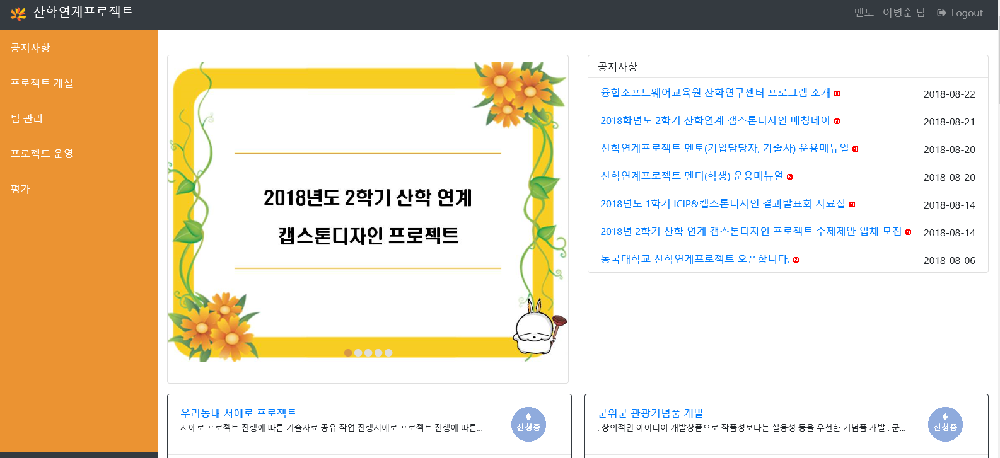 산학연계프로젝트
멘토 이병순 님 Logout
공지사항
프로젝트 개설
팀 관리
프로젝트 운영
평가
2018년도 2학기 산학 연계
캡스톤디자인 프로젝트
공지사항
융합소프트웨어교육원 산학연구센터 프로그램 소개 N 2018-08-22
2018학년도 2학기 산학연계 캡스톤디자인 매칭데이 N 2018-08-21
산학연계프로젝트 멘토(기업담당자, 기술사) 운용메뉴얼 N 2018-08-20
산학연계프로젝트 멘티(학생) 운용메뉴얼 N 2018-08-20
2018년도 1학기 ICIP&캡스톤디자인 결과발표회 자료집 N 2018-08-14
2018년 2학기 산학 연계 캡스톤디자인 프로젝트 주제제안 업체 모집 N 2018-08-14
동국대학교 산학연계프로젝트 오픈합니다. N 2018-08-06
우리동내 서애로 프로젝트
서애로 프로젝트 진행에 따른 기술자료 공유 작업 진행서애로 프로젝트 진행에 따른...
신청중
군위군 관광기념품 개발
. 창의적인 아이디어 개발상품으로 작품성보다는 실용성 등을 우선한 기념품 개발 . 군...
신청중